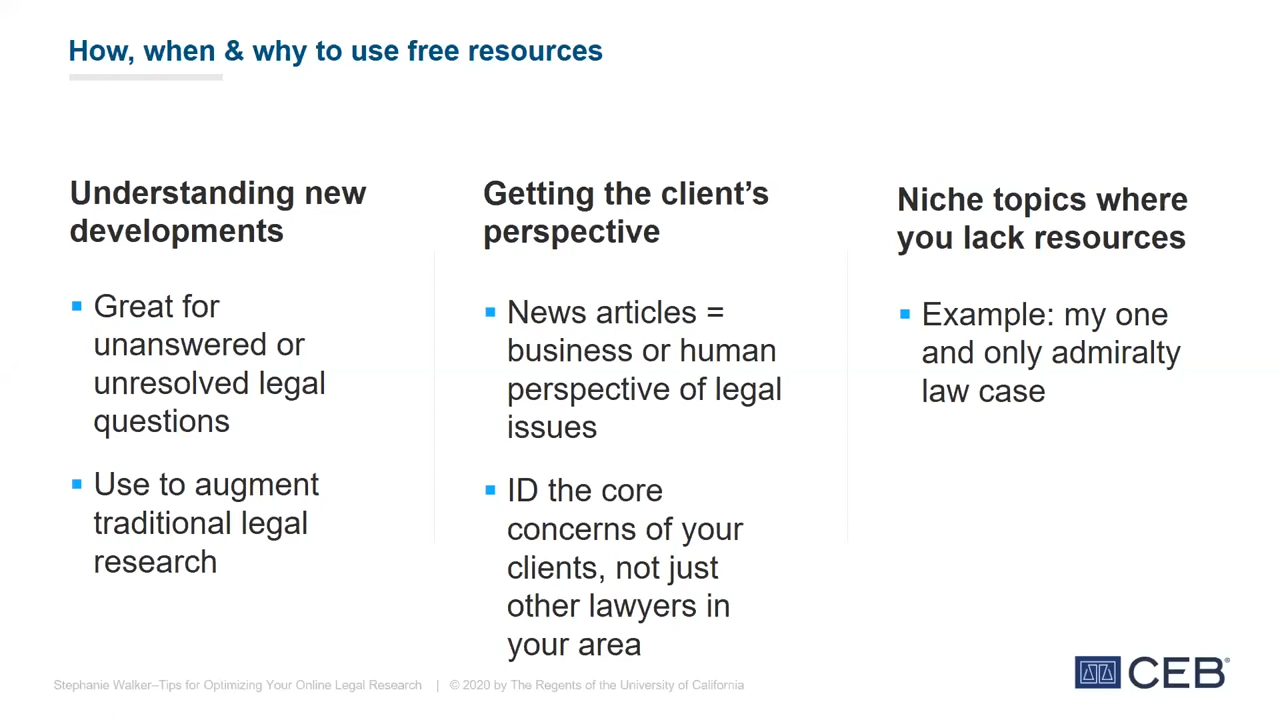 How, when & why to use free resources
Understanding new
developments
▪ Great for
unanswered or
unresolved legal
questions
▪ Use to augment
traditional legal
research
Getting the client’s
perspective
▪ News articles =
business or human
perspective of legal
issues
▪ ID the core
concerns of your
clients, not just
other lawyers in
your area
Niche topics where
you lack resources
▪ Example: my one
and only admiralty
law case
Stephanie Walker–Tips for Optimizing Your Online Legal Research | © 2020 by The Regents of the University of California
CEB®